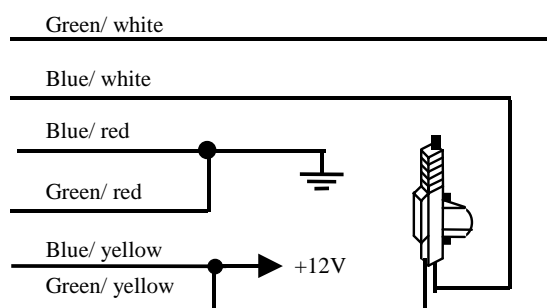 Green/ white
Blue/ white
Blue/ red
Green/ red
Blue/ yellow
+12V
Green/ yellow